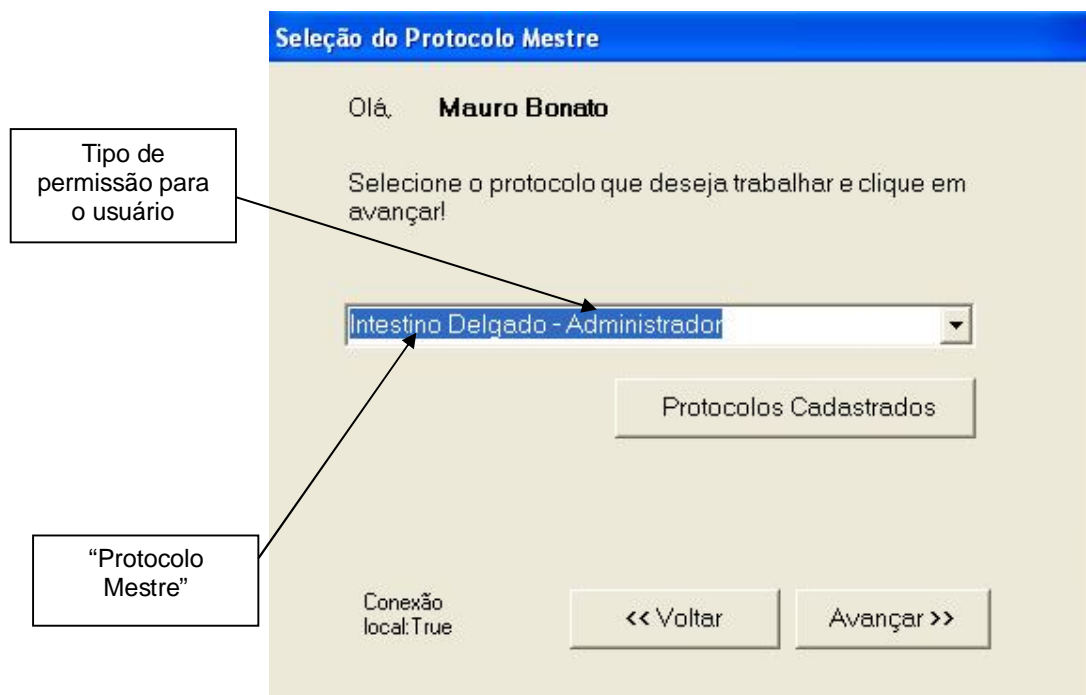 Seleção do Protocolo Mestre
Olá, Mauro Bonato
Tipo de
permissão para
o usuário
Selecione o protocolo que deseja trabalhar e clique em
avançar!
Intestino Delgado - Administrador
Protocolos Cadastrados
“Protocolo
Mestre”
Conexão
local:True
<< Voltar
Avançar >>